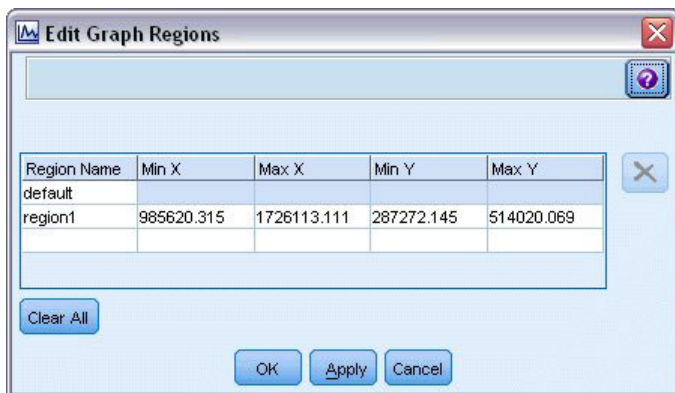 Edit Graph Regions
Region Name Min X Max X Min Y Max Y
default
region1 985620.315 1726113.111 287272.145 514020.069
Clear All
OK Apply Cancel